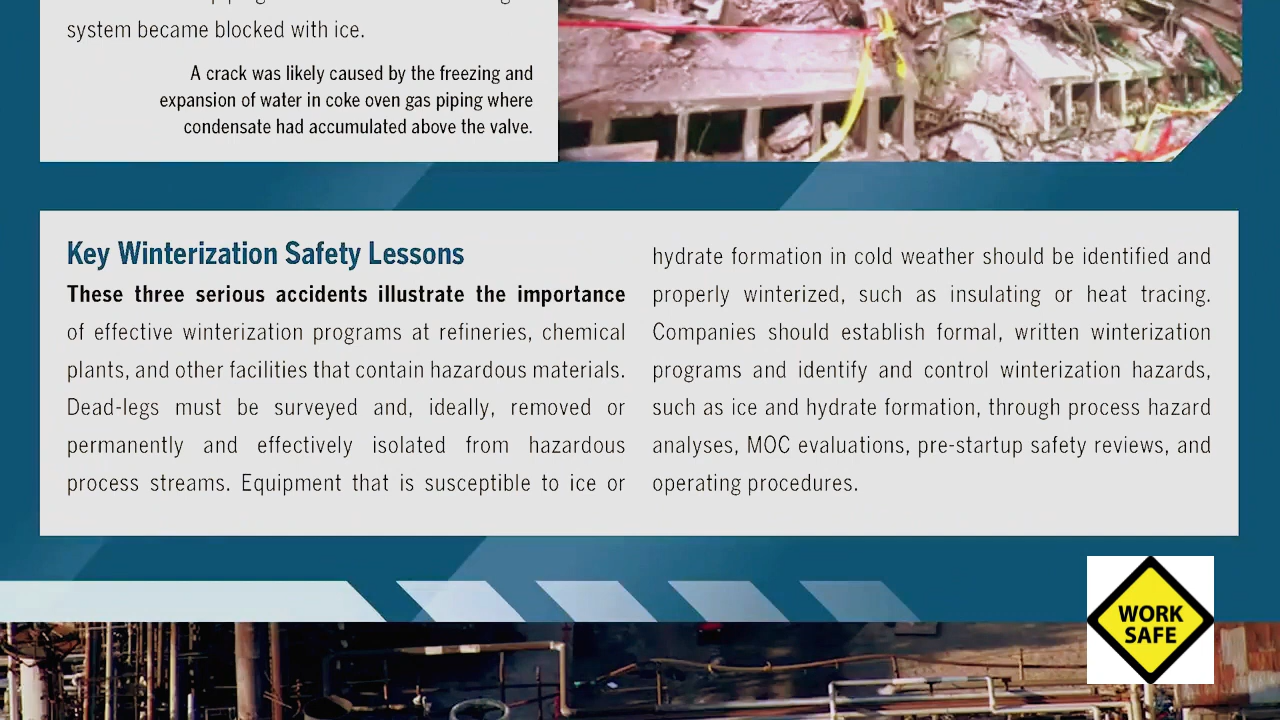 system became blocked with ice.
A crack was likely caused by the freezing and
expansion of water in coke oven gas piping where
condensate had accumulated above the valve.
Key Winterization Safety Lessons
These three serious accidents illustrate the importance
of effective winterization programs at refineries, chemical
plants, and other facilities that contain hazardous materials.
Dead-legs must be surveyed and, ideally, removed or
permanently and effectively isolated from hazardous
process streams. Equipment that is susceptible to ice or
hydrate formation in cold weather should be identified and
properly winterized, such as insulating or heat tracing.
Companies should establish formal, written winterization
programs and identify and control winterization hazards,
such as ice and hydrate formation, through process hazard
analyses, MOC evaluations, pre-startup safety reviews, and
operating procedures.
WORK
SAFE